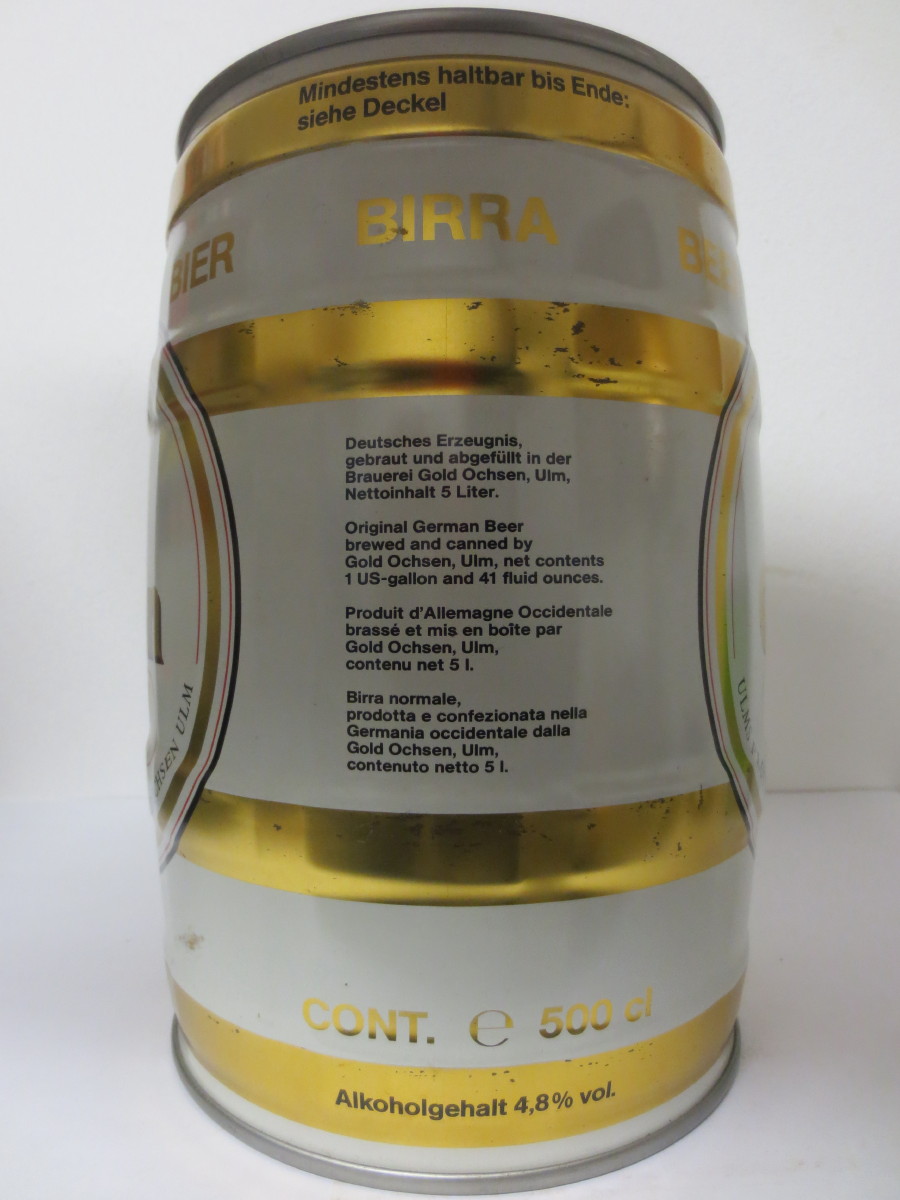 Mindestens haltbar bis Ende:
siehe Deckel
BIER
BIRRA
Deutsches Erzeugnis,
gebraut und abgefüllt in der
Brauerei Gold Ochsen, Ulm,
Nettoinhalt 5 Liter.
Original German Beer
brewed and canned by
Gold Ochsen, Ulm, net contents
1 US-gallon and 41 fluid ounces.
Produit d'Allemagne Occidentale
brassé et mis en boîte par
Gold Ochsen, Ulm,
contenu net 5 l.
Birra normale,
prodotta e confezionata nella
Germania occidentale dalla
Gold Ochsen, Ulm,
contenuto netto 5 l.
ULM
CONT. ℮ 500 cl
Alkoholgehalt 4,8% vol.